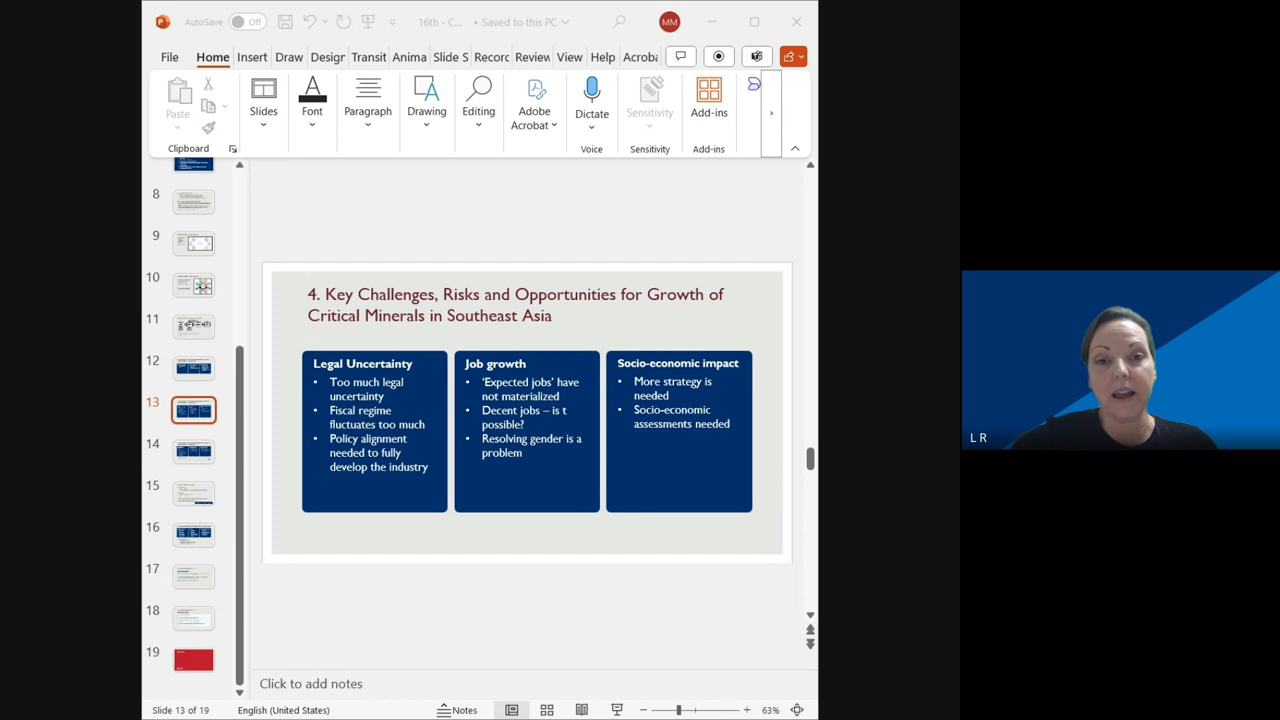 AutoSave Off 16th - C... • Saved to this PC MM
File Home Insert Draw Design Transit Anima Slide S Recorc Review View Help Acroba
Paste Slides Font Paragraph Drawing Editing Adobe Acrobat Dictate Sensitivity Add-ins
Clipboard Voice Sensitivity Add-ins
8
9
10
11
12
13
14
15
16
17
18
19
4. Key Challenges, Risks and Opportunities for Growth of
Critical Minerals in Southeast Asia
Legal Uncertainty
• Too much legal
uncertainty
• Fiscal regime
fluctuates too much
• Policy alignment
needed to fully
develop the industry
Job growth
• ‘Expected jobs’ have
not materialized
• Decent jobs – is t
possible?
• Resolving gender is a
problem
Socio-economic impact
• More strategy is
needed
• Socio-economic
assessments needed
Click to add notes
Slide 13 of 19 English (United States) Notes 63%
L R